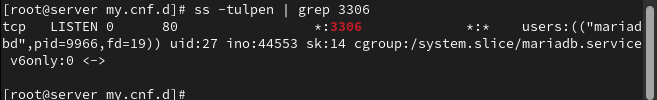 [root@server my.cnf.d]# ss -tulpen | grep 3306
tcp   LISTEN 0      80                 *:3306             *:*    users:(("mariad
bd",pid=9966,fd=19)) uid:27 ino:44553 sk:14 cgroup:/system.slice/mariadb.service
 v6only:0 <->
[root@server my.cnf.d]#